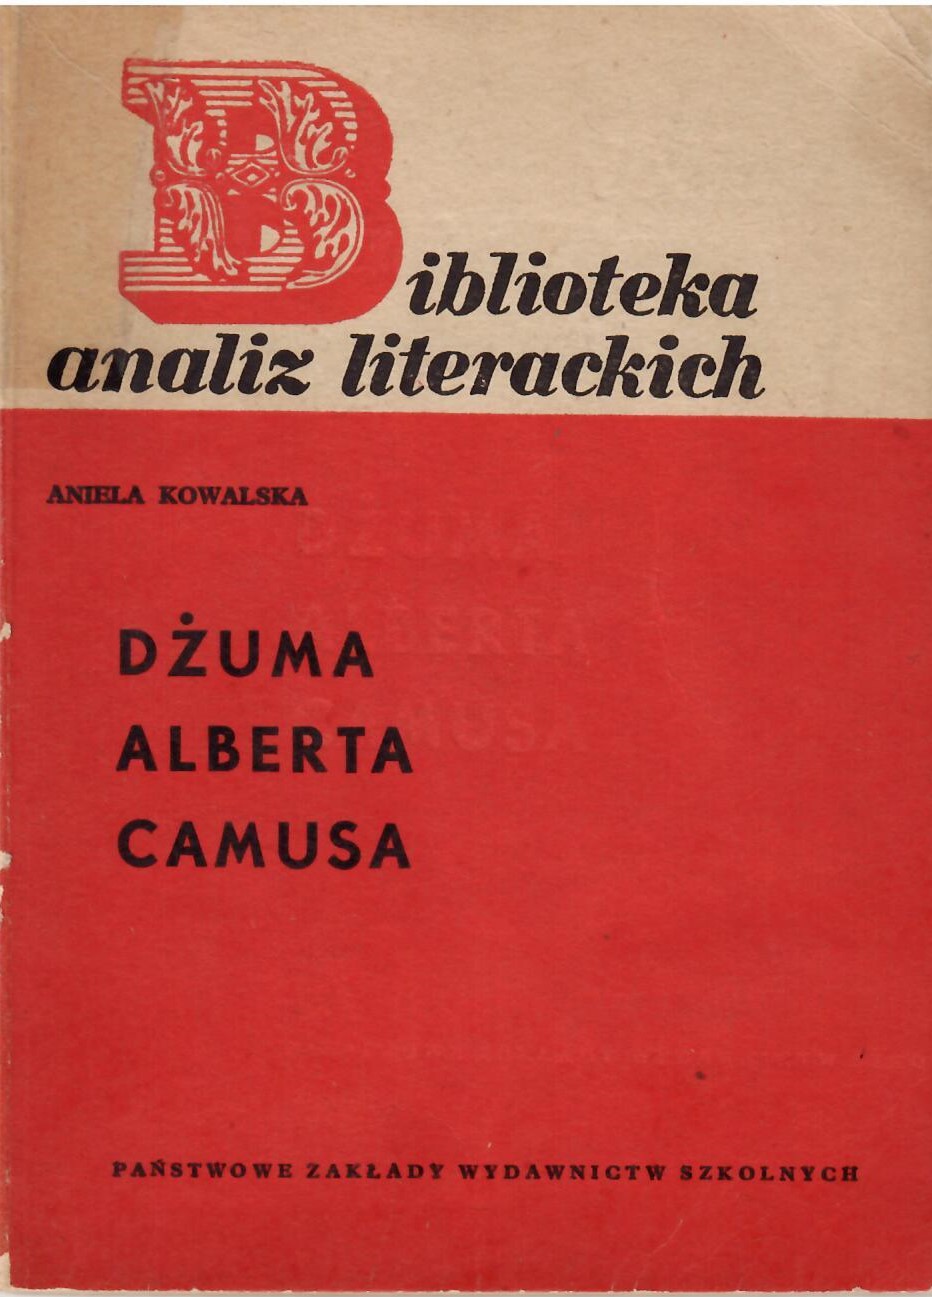 Biblioteka
analiz literackich
ANIELA KOWALSKA
DŻUMA
ALBERTA
CAMUSA
PAŃSTWOWE ZAKŁADY WYDAWNICTW SZKOLNYCH